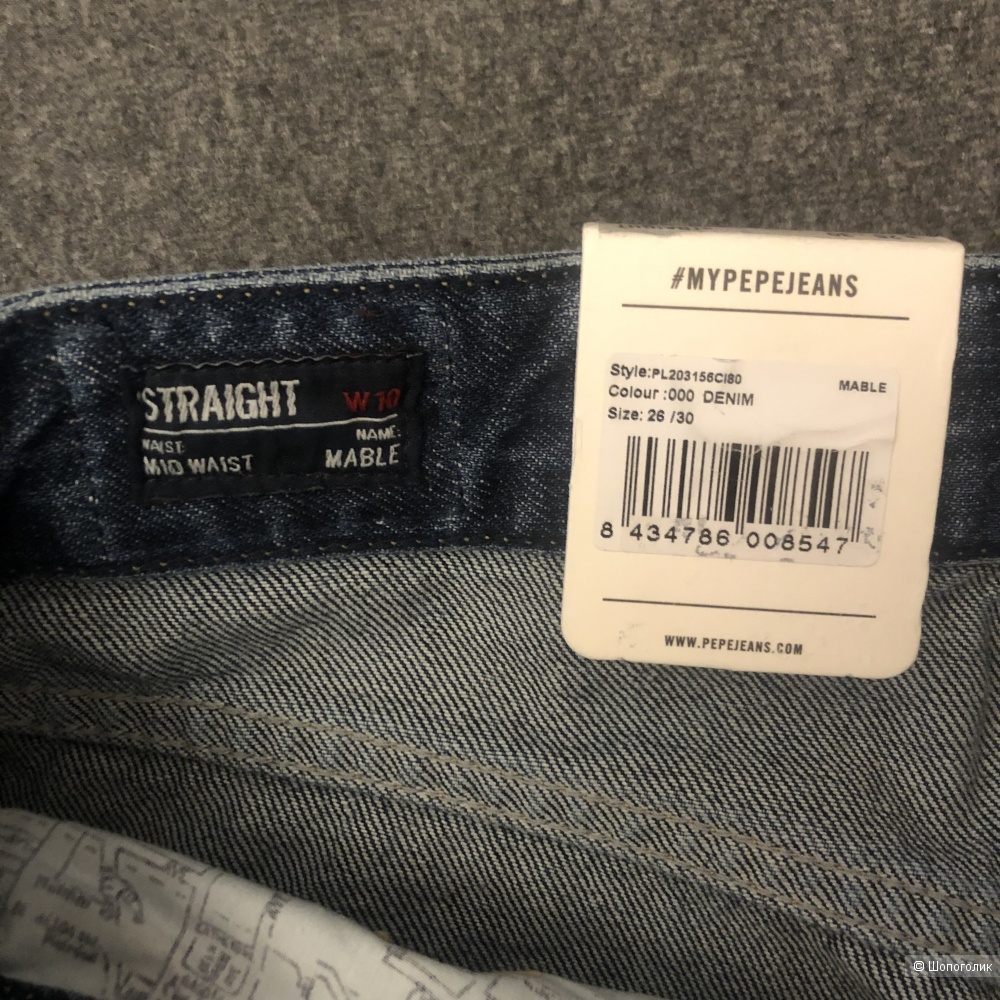 #MYPEPEJEANS
Style:PL203156CI80
MABLE
Colour :000 DENIM
Size: 26 /30
8 434786 008547
WWW.PEPEJEANS.COM
STRAIGHT W 10
WAIST: NAME:
MID WAIST MABLE
© Шопоголик